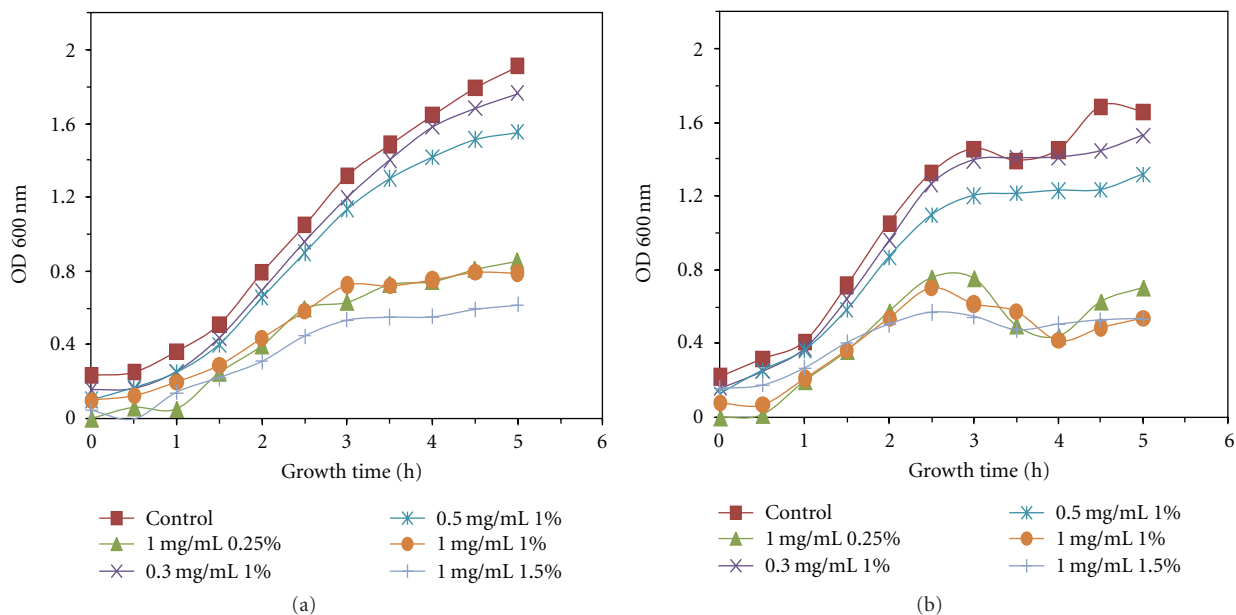 2
1.6
1.2
0.8
0.4
0
OD 600 nm
0 1 2 3 4 5 6
Growth time (h)
Control
1 mg/mL 0.25%
0.3 mg/mL 1%
0.5 mg/mL 1%
1 mg/mL 1%
1 mg/mL 1.5%
(a)
2
1.6
1.2
0.8
0.4
0
OD 600 nm
0 1 2 3 4 5 6
Growth time (h)
Control
1 mg/mL 0.25%
0.3 mg/mL 1%
0.5 mg/mL 1%
1 mg/mL 1%
1 mg/mL 1.5%
(b)